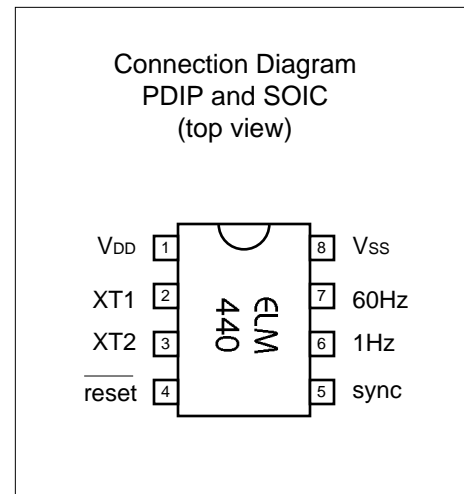 Connection Diagram
PDIP and SOIC
(top view)
VDD 1 8 VSS
XT1 2 7 60Hz
XT2 3 6 1Hz
reset 4 5 sync
ELM
440